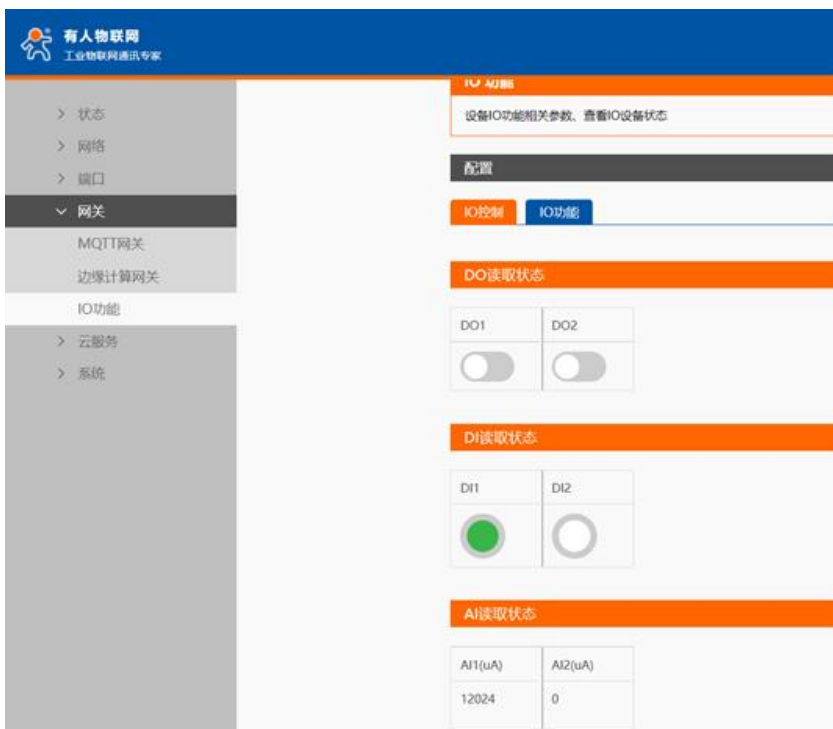 有人物联网
工业物联网通讯专家
IO 功能
设备IO功能相关参数、查看IO设备状态
状态
网络
端口
网关
MQTT网关
边缘计算网关
IO功能
云服务
系统
配置
IO控制 IO功能
DO读取状态
DO1 DO2
DI读取状态
DI1 DI2
AI读取状态
AI1(uA) AI2(uA)
12024 0